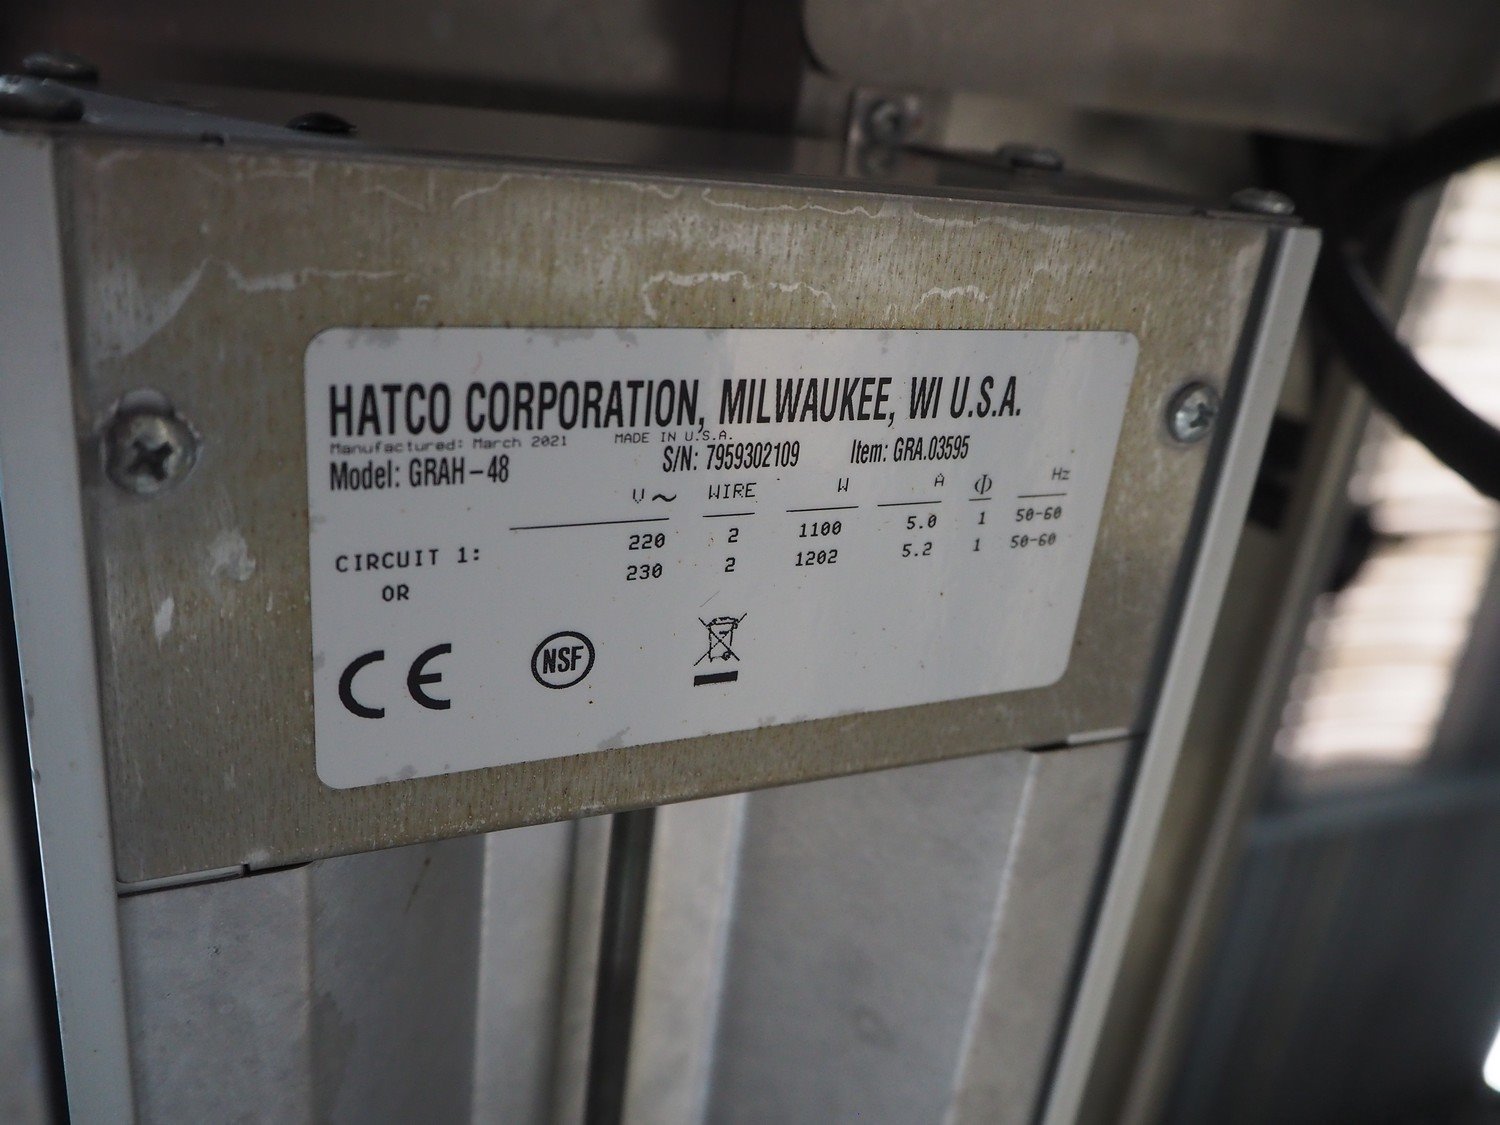 HATCO CORPORATION, MILWAUKEE, WI U.S.A.
Manufactured: March 2021 MADE IN U.S.A.
Model: GRAH-48 S/N: 7959302109 Item: GRA.03595
V~ WIRE W A Φ Hz
CIRCUIT 1: 220 2 1100 5.0 1 50-60
OR 230 2 1202 5.2 1 50-60
CE NSF